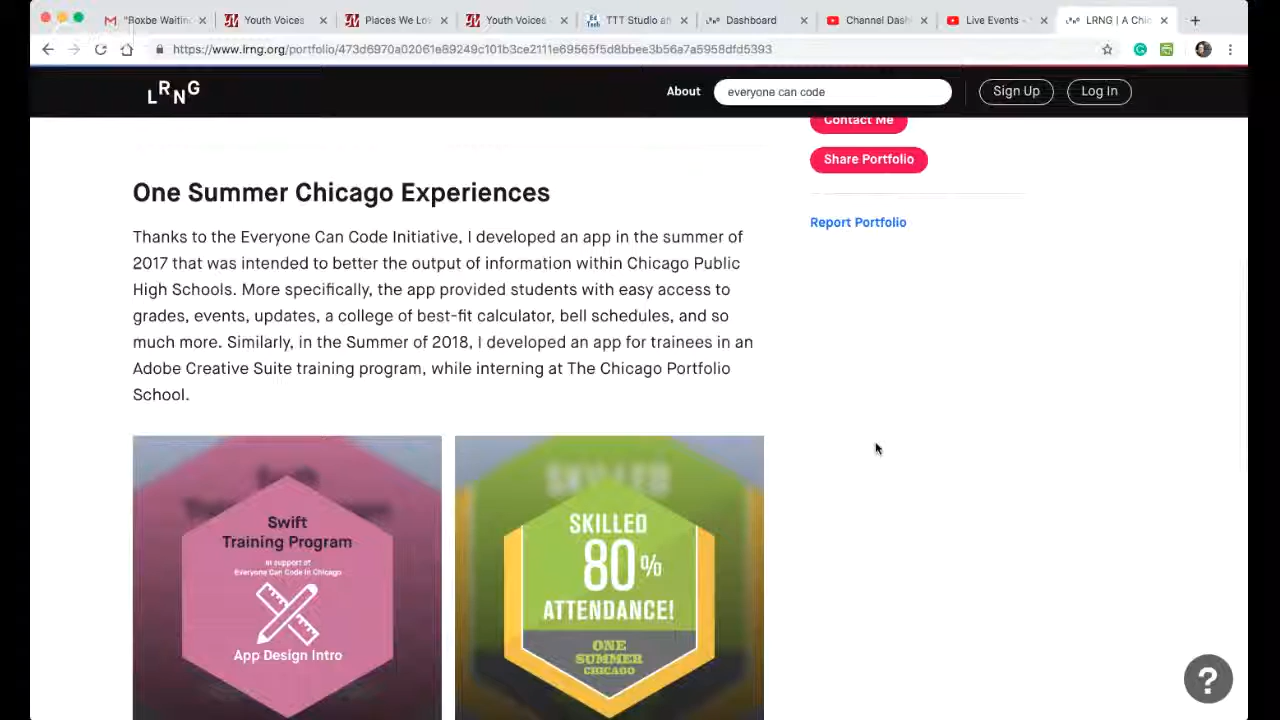 "Boxbe Waitin
Youth Voices
Places We Lo
Youth Voices
TTT Studio an
Dashboard
Channel Dash
Live Events -
LRNG | A Chic
https://www.lrng.org/portfolio/473d6970a02061e89249c101b3ce2111e69565f5d8bbee3b56a7a5958dfd5393
LRNG
About
everyone can code
Sign Up
Log In
Contact Me
Share Portfolio
Report Portfolio
One Summer Chicago Experiences
Thanks to the Everyone Can Code Initiative, I developed an app in the summer of
2017 that was intended to better the output of information within Chicago Public
High Schools. More specifically, the app provided students with easy access to
grades, events, updates, a college of best-fit calculator, bell schedules, and so
much more. Similarly, in the Summer of 2018, I developed an app for trainees in an
Adobe Creative Suite training program, while interning at The Chicago Portfolio
School.
Swift
Training Program
in support of
Everyone Can Code in Chicago
App Design Intro
SKILLED
80%
ATTENDANCE!
ONE
SUMMER
CHICAGO
?